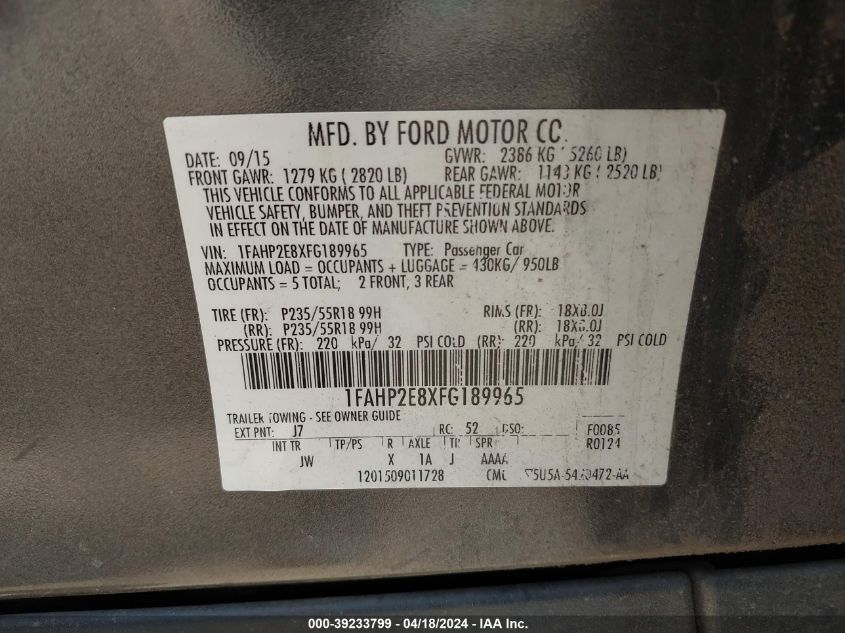 MFD. BY FORD MOTOR CO.
DATE: 09/15 GVWR: 2386 KG ( 5260 LB)
FRONT GAWR: 1279 KG ( 2820 LB) REAR GAWR: 1143 KG ( 2520 LB)
THIS VEHICLE CONFORMS TO ALL APPLICABLE FEDERAL MOTOR
VEHICLE SAFETY, BUMPER, AND THEFT PREVENTION STANDARDS
IN EFFECT ON THE DATE OF MANUFACTURE SHOWN ABOVE.
VIN: 1FAHP2E8XFG189965 TYPE: Passenger Car
MAXIMUM LOAD = OCCUPANTS + LUGGAGE = 430KG/ 950LB
OCCUPANTS = 5 TOTAL; 2 FRONT, 3 REAR
TIRE (FR): P235/55R18 99H RIMS (FR): 18X8.0J
(RR): P235/55R18 99H (RR): 18X8.0J
PRESSURE (FR): 220 kPa/ 32 PSI COLD (RR): 220 kPa/ 32 PSI COLD
1FAHP2E8XFG189965
TRAILER TOWING - SEE OWNER GUIDE
EXT PNT: J7 RC: 52 DSO: F0085
INT TR TP/PS R AXLE TR SPR R0124
JW X 1A J AAAA
1201509011728
000-39233799 - 04/18/2024 - IAA Inc.